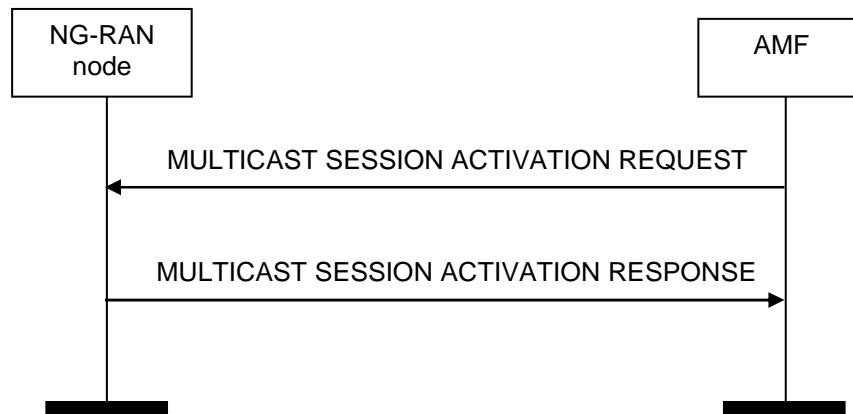 NG-RAN
node
AMF
MULTICAST SESSION ACTIVATION REQUEST
MULTICAST SESSION ACTIVATION RESPONSE